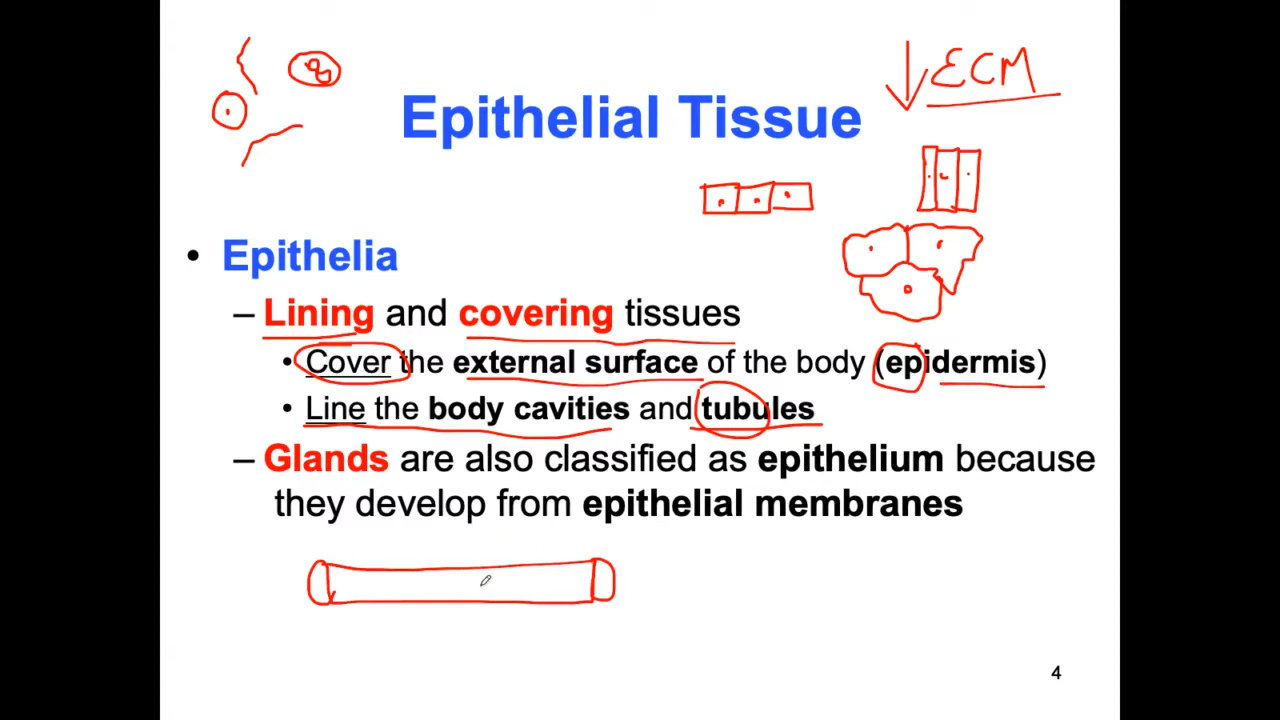 ↓ ECM
Epithelial Tissue
• Epithelia
– Lining and covering tissues
• Cover the external surface of the body (epidermis)
• Line the body cavities and tubules
– Glands are also classified as epithelium because
they develop from epithelial membranes
4